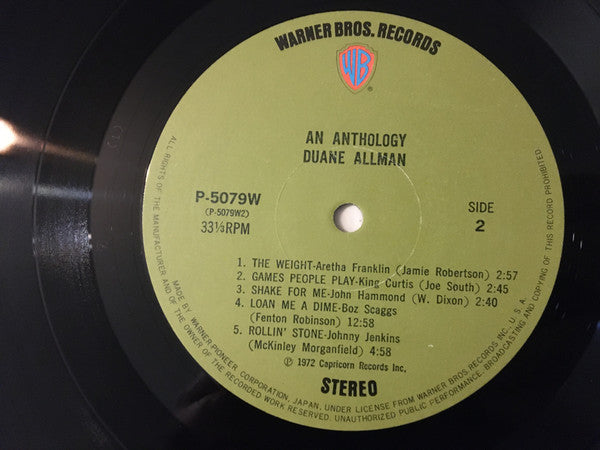 WARNER BROS. RECORDS
WB
®
AN ANTHOLOGY
DUANE ALLMAN
P-5079W
(P-5079W2)
33⅓RPM
SIDE
2
1. THE WEIGHT-Aretha Franklin (Jamie Robertson) 2:57
2. GAMES PEOPLE PLAY-King Curtis (Joe South) 2:45
3. SHAKE FOR ME-John Hammond (W. Dixon) 2:40
4. LOAN ME A DIME-Boz Scaggs
(Fenton Robinson) 12:58
5. ROLLIN' STONE-Johnny Jenkins
(McKinley Morganfield) 4:58
Ⓟ 1972 Capricorn Records Inc.
STEREO
MADE BY WARNER-PIONEER CORPORATION, JAPAN, UNDER LICENSE FROM WARNER BROS. RECORDS INC., U. S. A.
ALL RIGHTS OF THE MANUFACTURER AND OF THE OWNER OF THE RECORDED WORK RESERVED. UNAUTHORIZED PUBLIC PERFORMANCE·BROADCASTING AND COPYING OF THIS RECORD PROHIBITED.